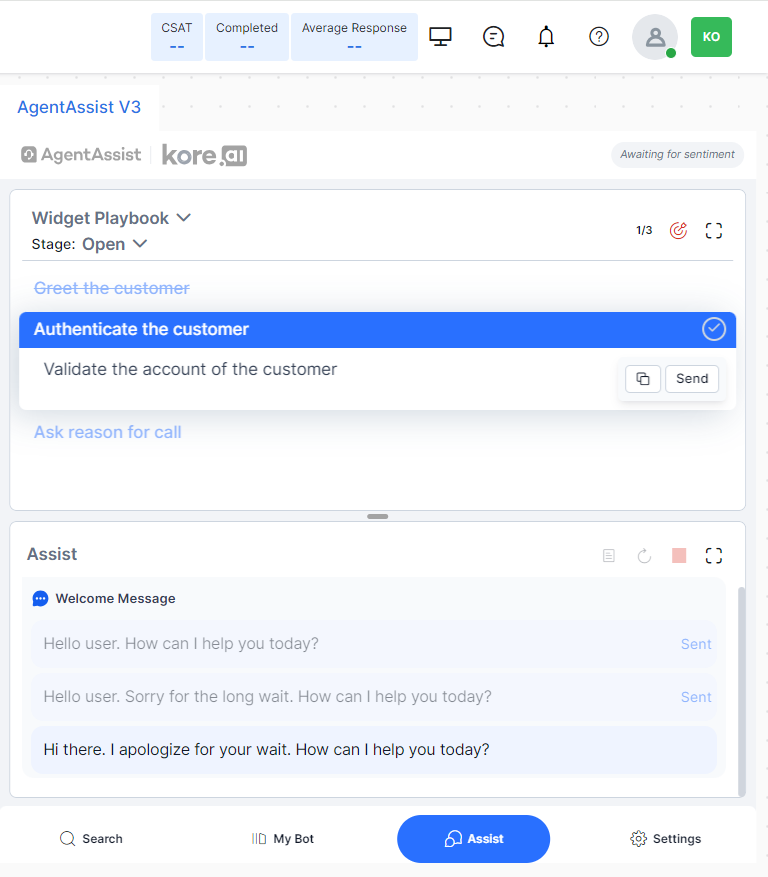 CSAT
Completed
Average Response
--
--
--
KO
AgentAssist V3
AgentAssist
kore.ai
Awaiting for sentiment
Widget Playbook
Stage: Open
1/3
Greet the customer
Authenticate the customer
Validate the account of the customer
Send
Ask reason for call
Assist
Welcome Message
Hello user. How can I help you today?
Sent
Hello user. Sorry for the long wait. How can I help you today?
Sent
Hi there. I apologize for your wait. How can I help you today?
Search
My Bot
Assist
Settings